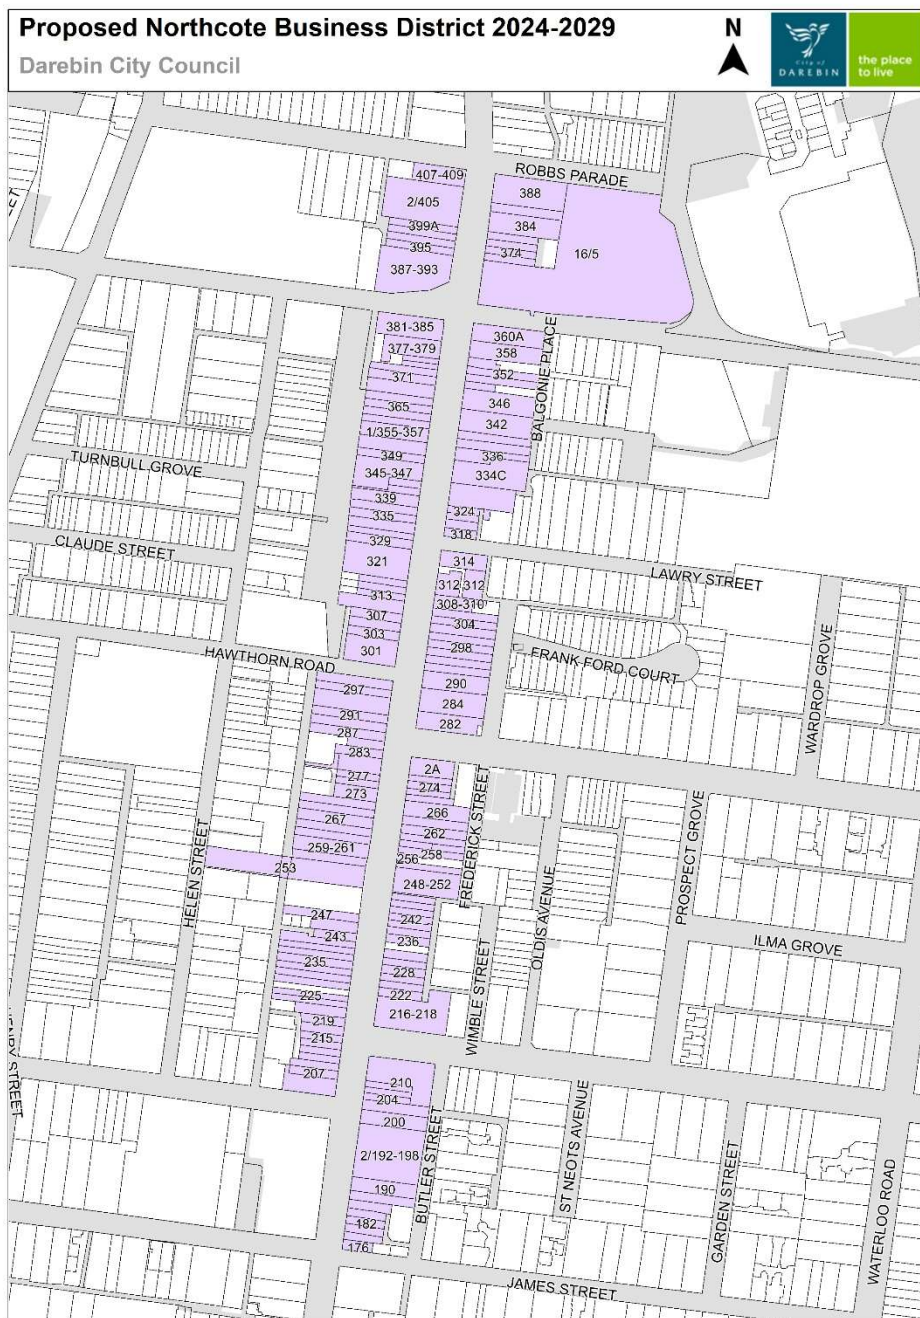 Proposed Northcote Business District 2024-2029
Darebin City Council
N
City of
DAREBIN
the place
to live
ROBBS PARADE
407-409
388
2/405
399A
384
395
374
16/5
387-393
381-385
360A
377-379
358
BALGONIE PLACE
371
352
365
346
342
1/355-357
349
336
TURNBULL GROVE
345-347
334C
339
324
335
318
329
CLAUDE STREET
321
314
LAWRY STREET
313
312
312
308-310
307
304
303
298
301
HAWTHORN ROAD
FRANK FORD COURT
WARDROP GROVE
297
290
291
284
287
282
283
2A
277
274
273
FREDERICK STREET
266
267
262
PROSPECT GROVE
259-261
258
256
253
HELEN STREET
248-252
OLDIS AVENUE
247
242
243
236
ILMA GROVE
235
228
WIMBLE STREET
225
222
219
216-218
215
HENRY STREET
207
210
204
200
BUTLER STREET
ST NEOTS AVENUE
2/192-198
190
GARDEN STREET
WATERLOO ROAD
182
176
JAMES STREET